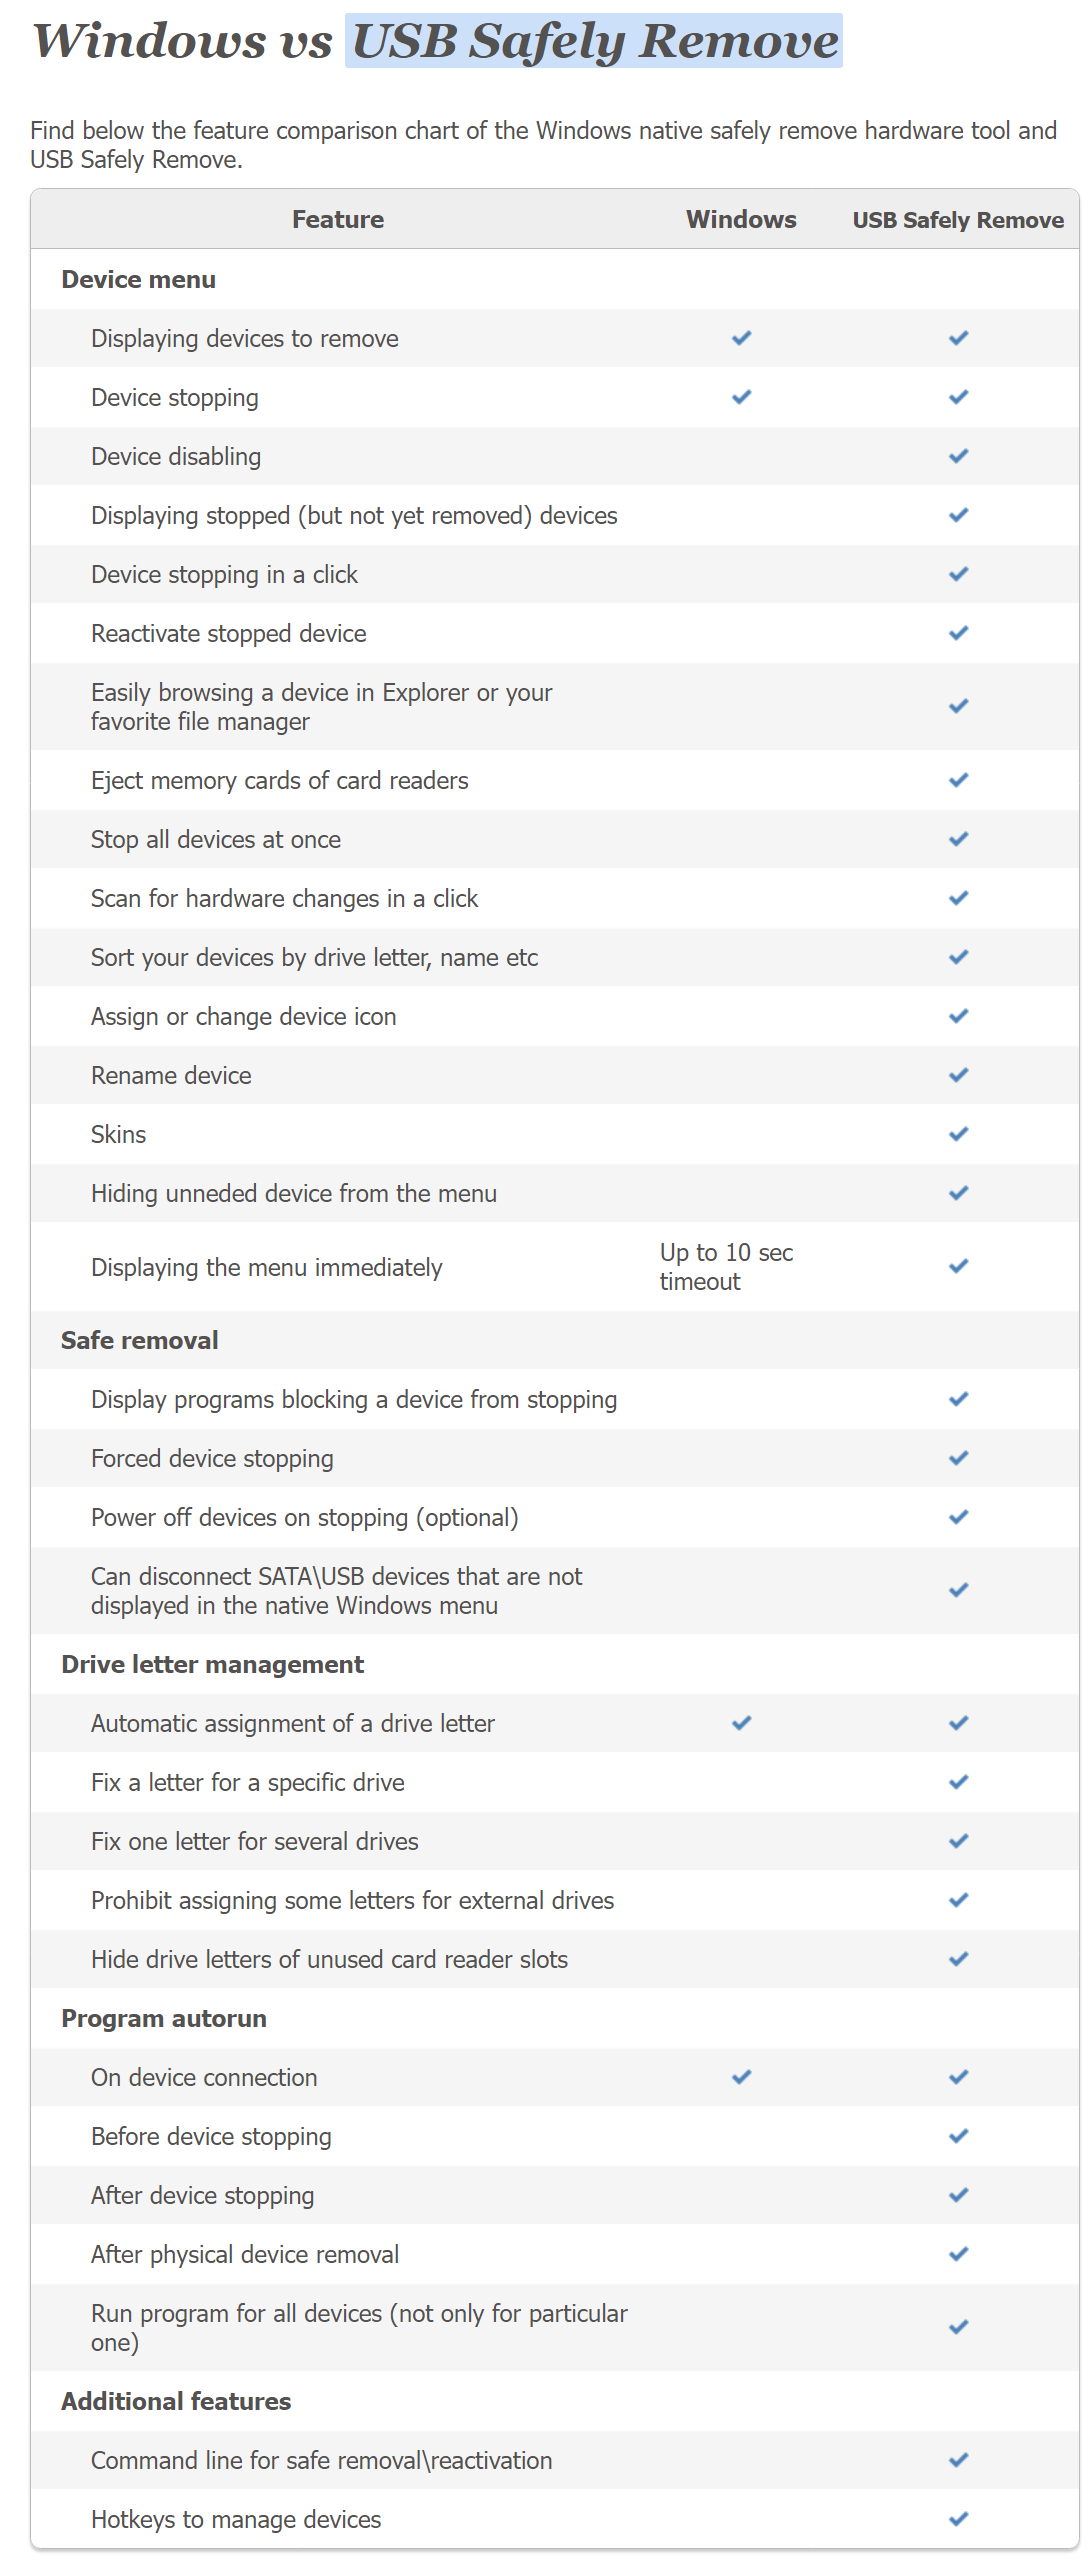 Windows vs USB Safely Remove
Find below the feature comparison chart of the Windows native safely remove hardware tool and
USB Safely Remove.
Feature Windows USB Safely Remove
Device menu
Displaying devices to remove ✔ ✔
Device stopping ✔ ✔
Device disabling ✔
Displaying stopped (but not yet removed) devices ✔
Device stopping in a click ✔
Reactivate stopped device ✔
Easily browsing a device in Explorer or your
favorite file manager ✔
Eject memory cards of card readers ✔
Stop all devices at once ✔
Scan for hardware changes in a click ✔
Sort your devices by drive letter, name etc ✔
Assign or change device icon ✔
Rename device ✔
Skins ✔
Hiding unneded device from the menu ✔
Displaying the menu immediately Up to 10 sec
timeout ✔
Safe removal
Display programs blocking a device from stopping ✔
Forced device stopping ✔
Power off devices on stopping (optional) ✔
Can disconnect SATA\USB devices that are not
displayed in the native Windows menu ✔
Drive letter management
Automatic assignment of a drive letter ✔ ✔
Fix a letter for a specific drive ✔
Fix one letter for several drives ✔
Prohibit assigning some letters for external drives ✔
Hide drive letters of unused card reader slots ✔
Program autorun
On device connection ✔ ✔
Before device stopping ✔
After device stopping ✔
After physical device removal ✔
Run program for all devices (not only for particular
one) ✔
Additional features
Command line for safe removal\reactivation ✔
Hotkeys to manage devices ✔